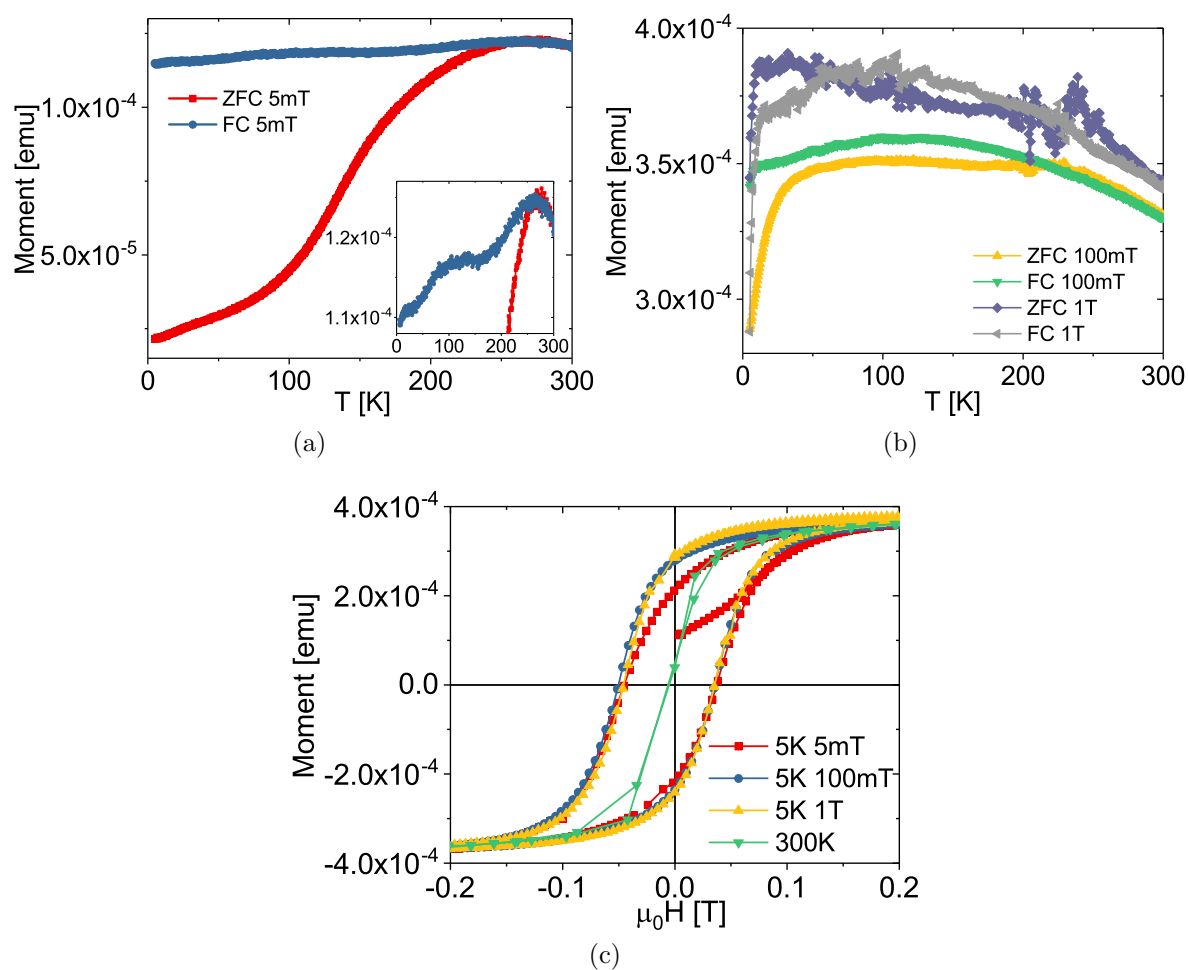 1.0x10-4
5.0x10-5
Moment [emu]
ZFC 5mT
FC 5mT
1.2x10-4
1.1x10-4
0 100 200 300
0 100 200 300
T [K]
(a)
4.0x10-4
3.5x10-4
3.0x10-4
Moment [emu]
ZFC 100mT
FC 100mT
ZFC 1T
FC 1T
0 100 200 300
T [K]
(b)
4.0x10-4
2.0x10-4
0.0
-2.0x10-4
-4.0x10-4
Moment [emu]
5K 5mT
5K 100mT
5K 1T
300K
-0.2 -0.1 0.0 0.1 0.2
μ0H [T]
(c)